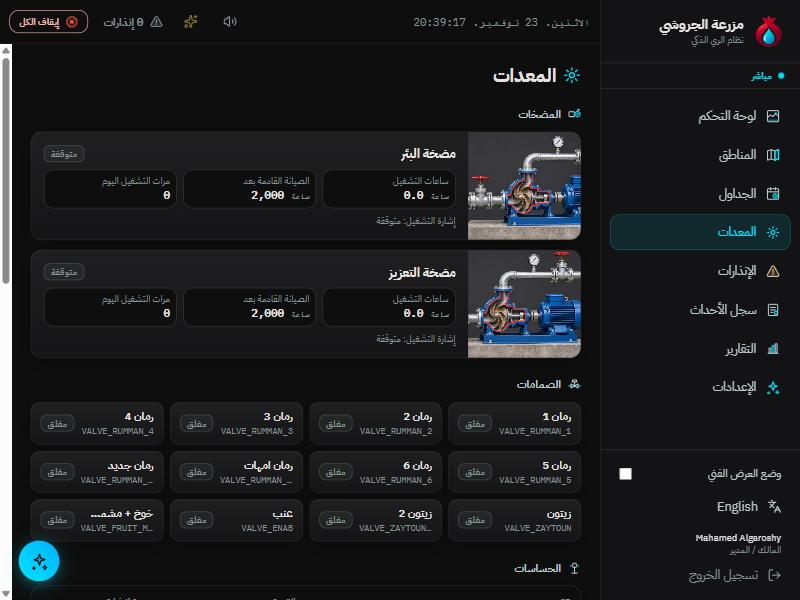 مزرعة الجروشي
نظام الري الذكي
مباشر
لوحة التحكم
المناطق
الجداول
المعدات
الإنذارات
سجل الأحداث
التقارير
الإعدادات
وضع العرض الفني
English
Mahamed Algaroshy
المالك / المدير
تسجيل الخروج
الاثنين، 23 نوفمبر، 20:39:17
0 إنذارات
إيقاف الكل
المعدات
المضخات
مضخة البئر
متوقفة
ساعات التشغيل
0.0 ساعة
الصيانة القادمة بعد
2,000 ساعة
مرات التشغيل اليوم
0
إشارة التشغيل: متوقفة
مضخة التعزيز
متوقفة
ساعات التشغيل
0.0 ساعة
الصيانة القادمة بعد
2,000 ساعة
مرات التشغيل اليوم
0
إشارة التشغيل: متوقفة
الصمامات
رمان 1
VALVE_RUMMAN_1
مغلق
رمان 2
VALVE_RUMMAN_2
مغلق
رمان 3
VALVE_RUMMAN_3
مغلق
رمان 4
VALVE_RUMMAN_4
مغلق
رمان 5
VALVE_RUMMAN_5
مغلق
رمان 6
VALVE_RUMMAN_6
مغلق
رمان امهات
VALVE_RUMMAN_…
مغلق
رمان جديد
VALVE_RUMMAN_…
مغلق
زيتون
VALVE_ZAYTOUN
مغلق
زيتون 2
VALVE_ZAYTOUN…
مغلق
عنب
VALVE_ENAB
مغلق
خوخ + مشمـ…
VALVE_FRUIT_M…
مغلق
الحساسات